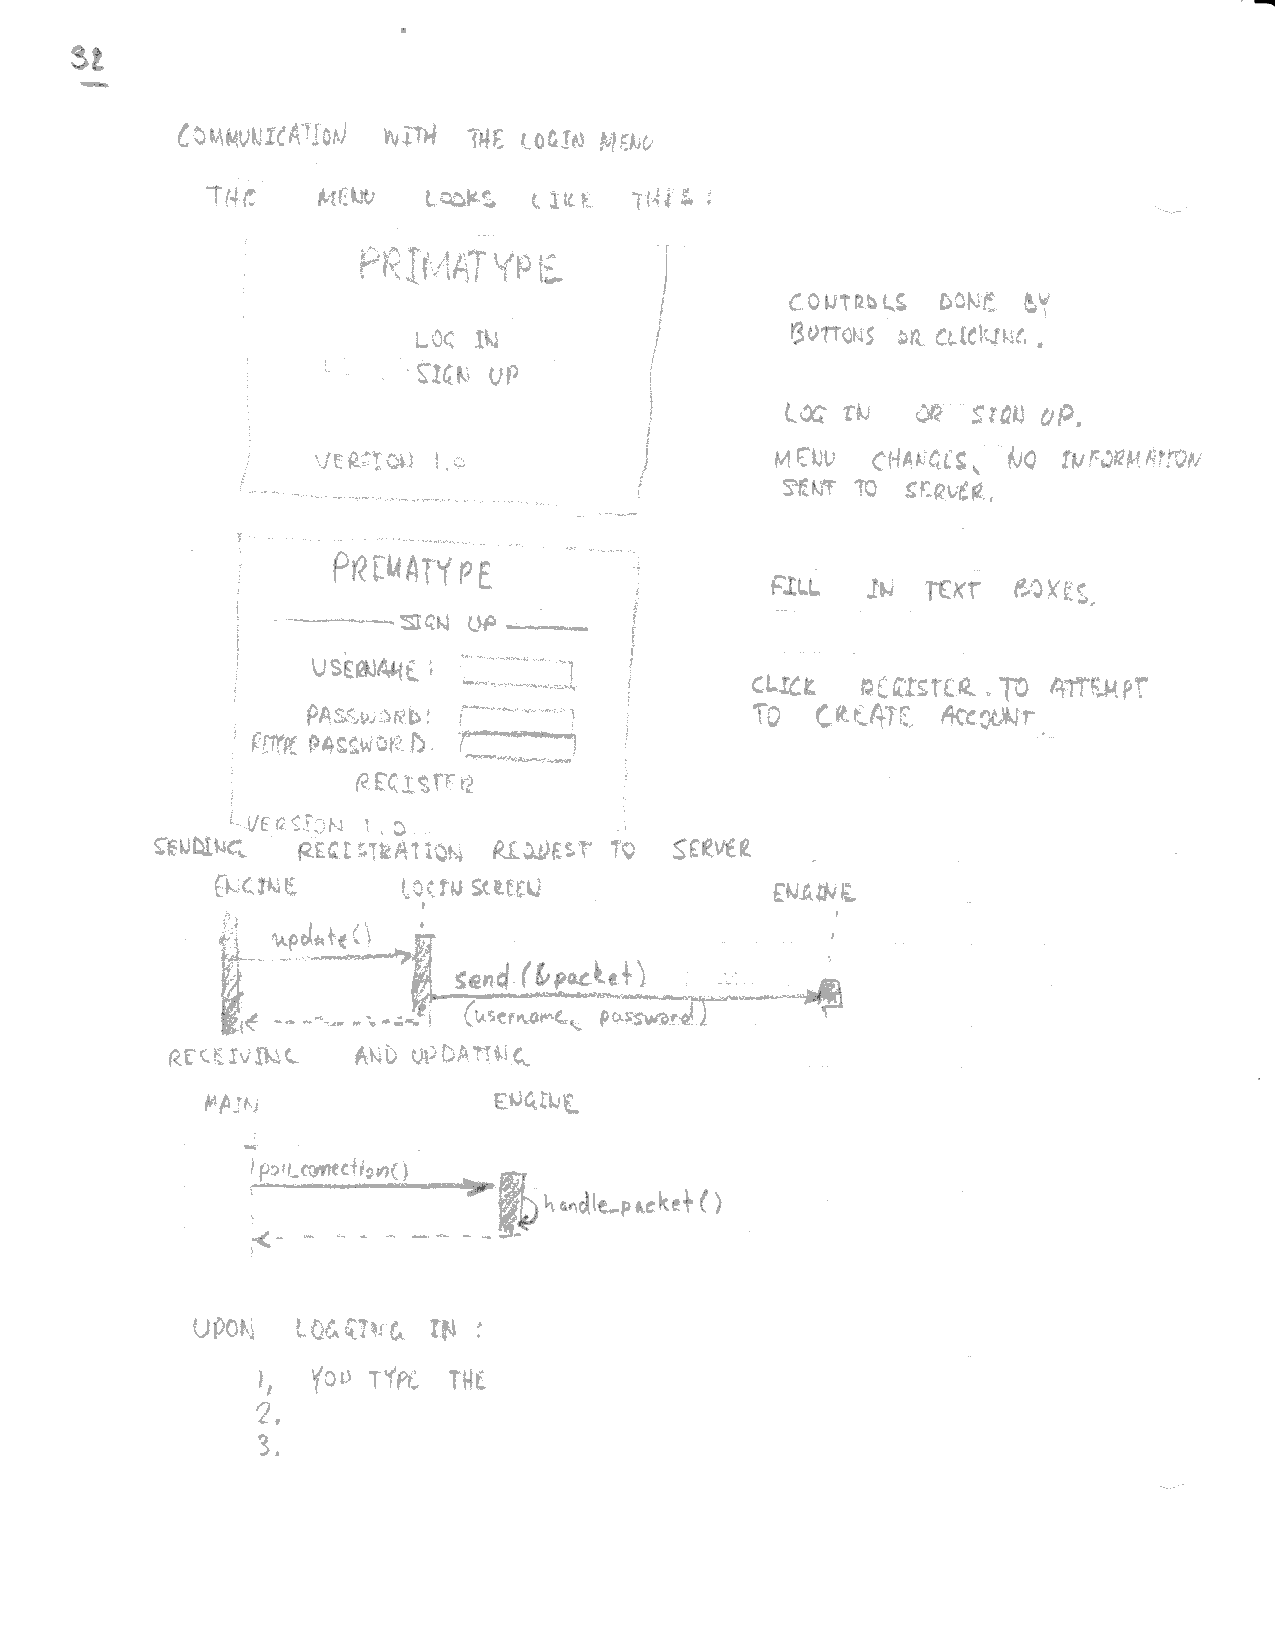 32
COMMUNICATION WITH THE LOGIN MENU
THE MENU LOOKS LIKE THIS:
PRIMATYPE
LOG IN
SIGN UP
VERSION 1.0
CONTROLS DONE BY
BUTTONS OR CLICKING.
LOG IN OR SIGN UP.
MENU CHANGES, NO INFORMATION
SENT TO SERVER.
PRIMATYPE
SIGN UP
USERNAME:
PASSWORD:
RETYPE PASSWORD:
REGISTER
VERSION 1.0
FILL IN TEXT BOXES.
CLICK REGISTER TO ATTEMPT
TO CREATE ACCOUNT
SENDING REGISTRATION REQUEST TO SERVER
ENGINE LOGIN SCREEN ENGINE
update()
send(&packet)
(username, password)
RECEIVING AND UPDATING
MAIN ENGINE
poll_connection()
handle_packet()
UPON LOGGING IN:
1. YOU TYPE THE
2.
3.